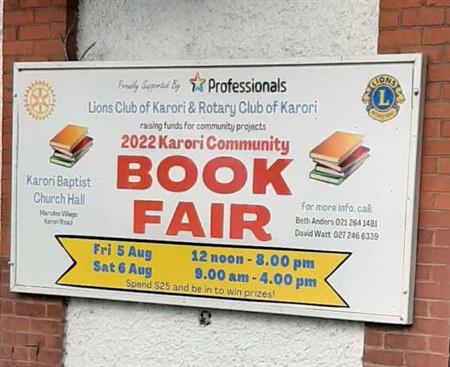 Proudly Supported By Professionals
Lions Club of Karori & Rotary Club of Karori
raising funds for community projects
2022 Karori Community
BOOK
FAIR
Karori Baptist
Church Hall
Marsden Village
Karori Road
For more info, call:
Beth Anders 021 264 1481
David Watt 027 246 6339
Fri 5 Aug 12 noon - 8.00 pm
Sat 6 Aug 9.00 am - 4.00 pm
Spend $25 and be in to win prizes!
LIONS
L